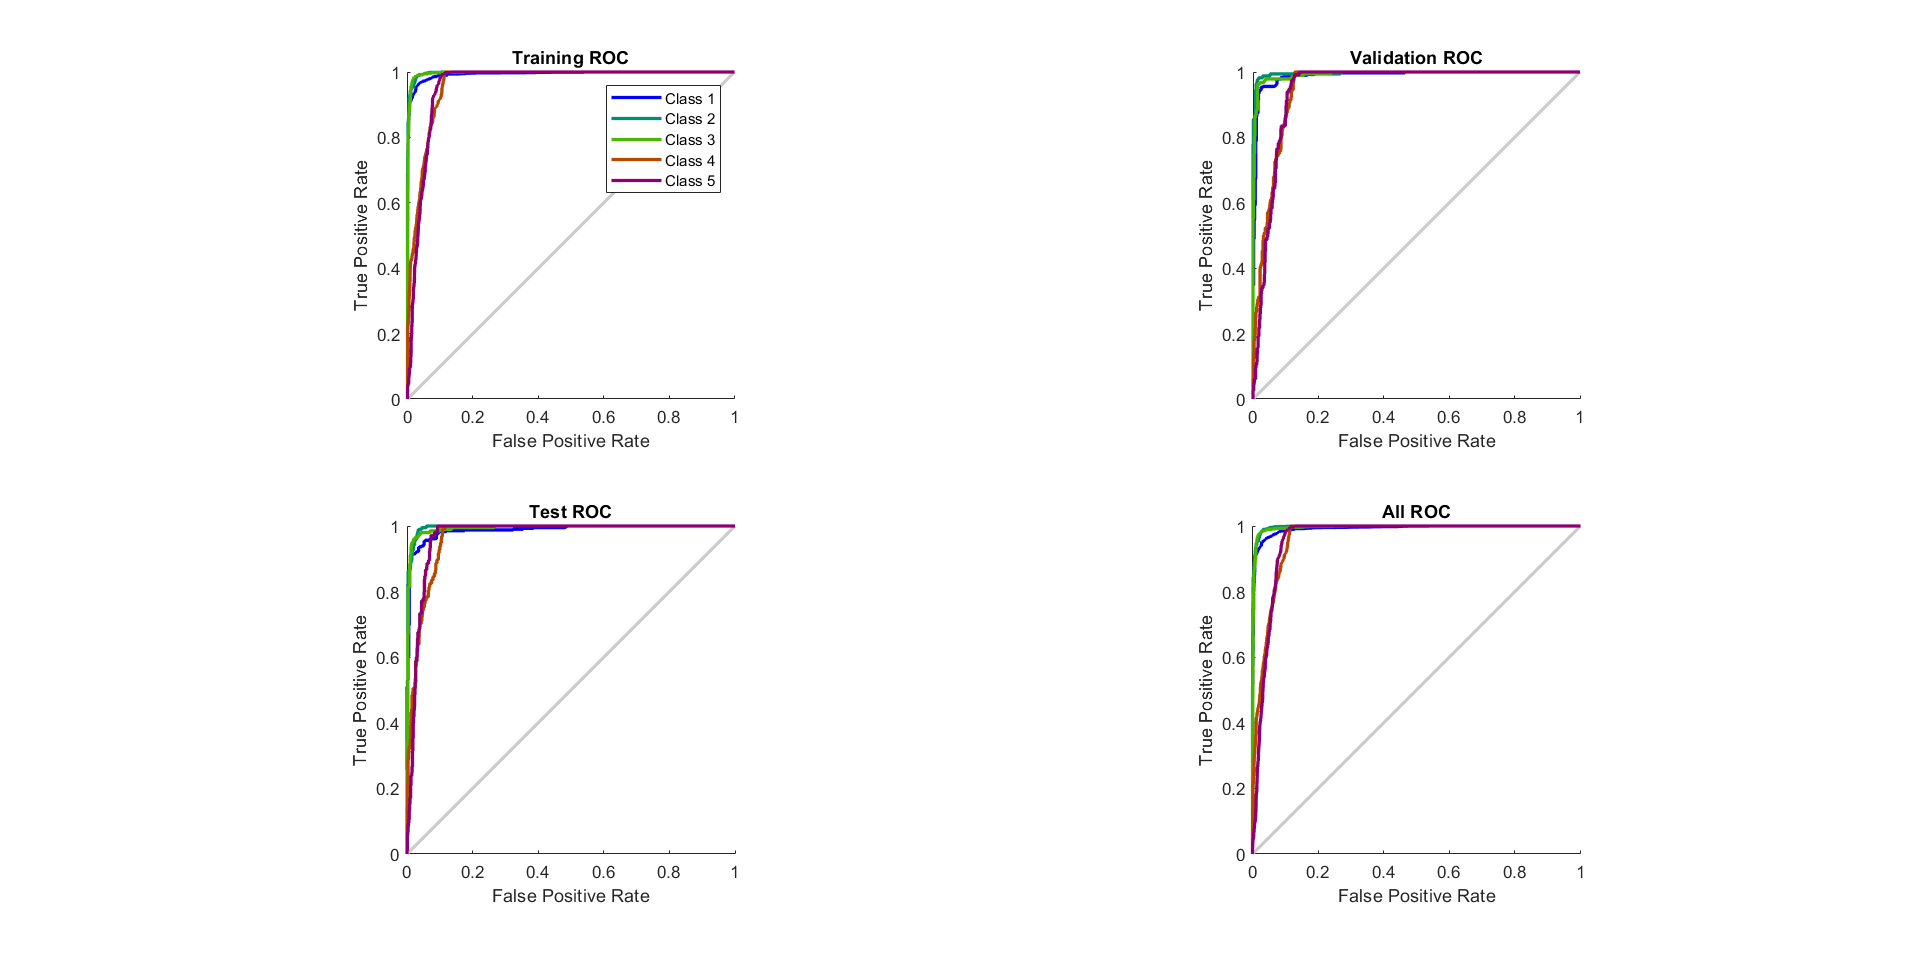 Training ROC
1
0.8
0.6
0.4
0.2
0
True Positive Rate
Class 1
Class 2
Class 3
Class 4
Class 5
0 0.2 0.4 0.6 0.8 1
False Positive Rate
Validation ROC
1
0.8
0.6
0.4
0.2
0
True Positive Rate
0 0.2 0.4 0.6 0.8 1
False Positive Rate
Test ROC
1
0.8
0.6
0.4
0.2
0
True Positive Rate
0 0.2 0.4 0.6 0.8 1
False Positive Rate
All ROC
1
0.8
0.6
0.4
0.2
0
True Positive Rate
0 0.2 0.4 0.6 0.8 1
False Positive Rate